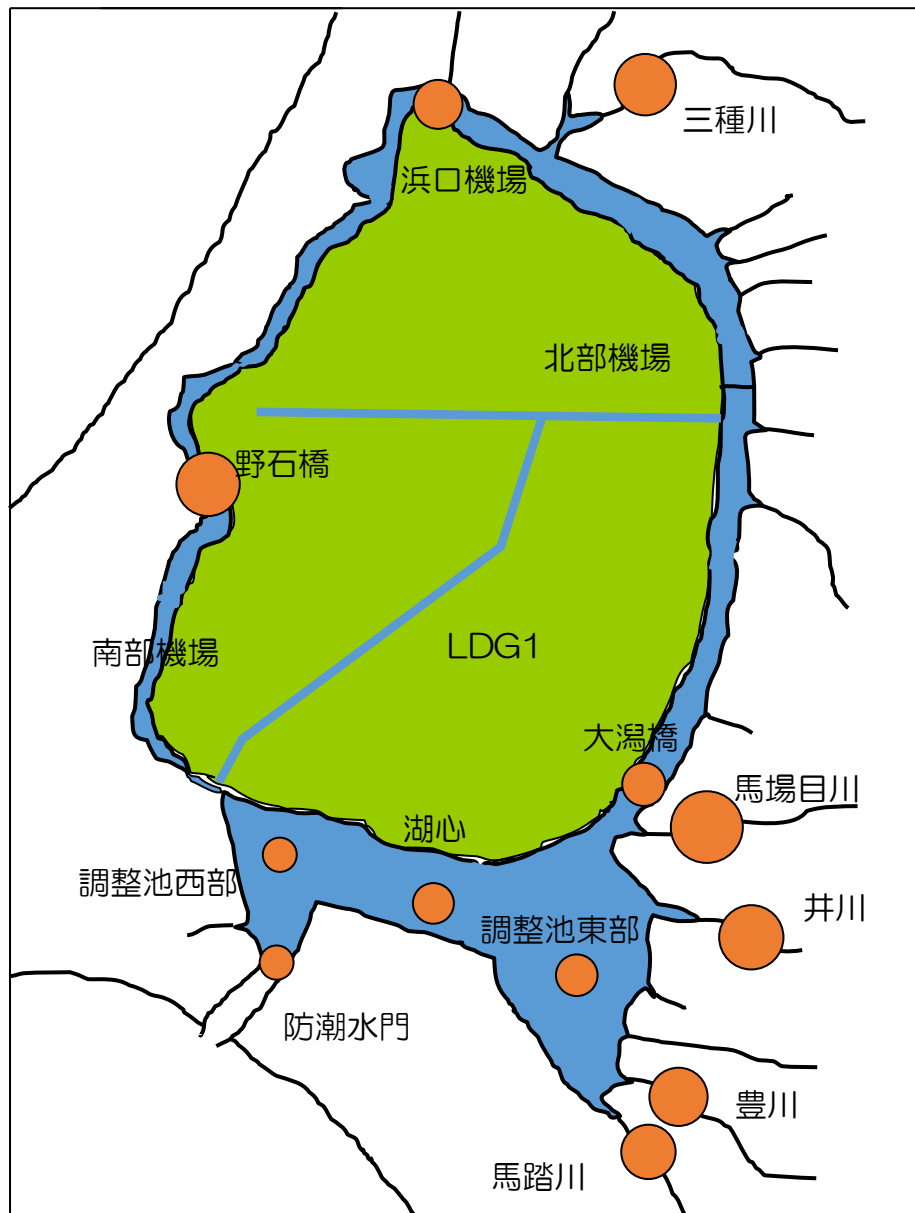 三種川
浜口機場
北部機場
野石橋
南部機場
LDG1
大潟橋
馬場目川
湖心
調整池西部
井川
調整池東部
防潮水門
豊川
馬踏川